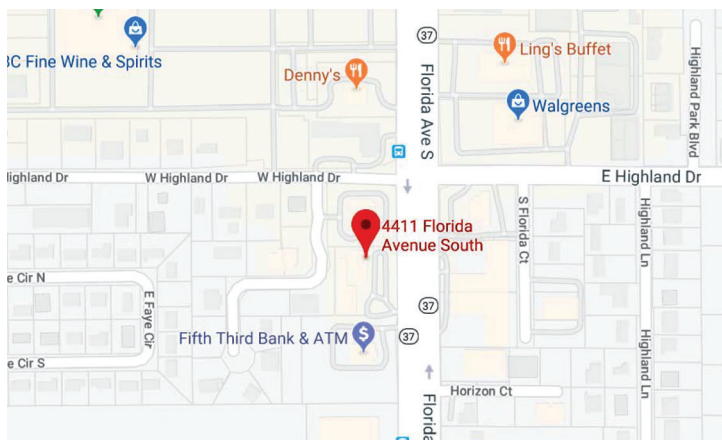 37
Ling's Buffet
3C Fine Wine & Spirits
Denny's
Florida Ave S
Walgreens
Highland Park Blvd
Highland Dr
W Highland Dr
W Highland Dr
E Highland Dr
4411 Florida
Avenue South
S Florida Ct
Highland Ln
e Cir N
E Faye Cir
37
Fifth Third Bank & ATM
$
37
e Cir S
Highland Ln
Horizon Ct
Florida